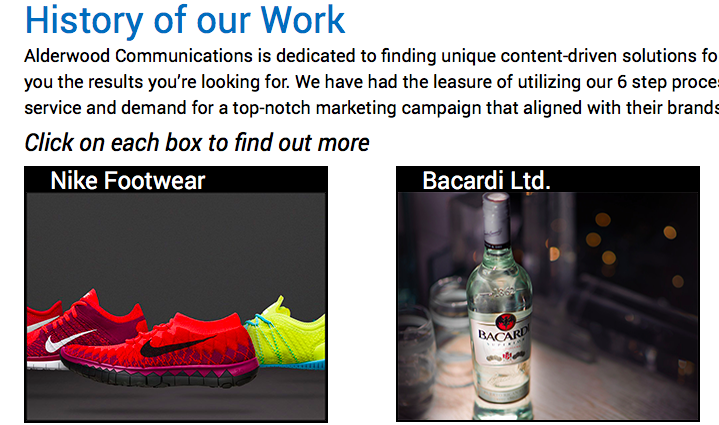 History of our Work
Alderwood Communications is dedicated to finding unique content-driven solutions fo
you the results you’re looking for. We have had the leasure of utilizing our 6 step proce
service and demand for a top-notch marketing campaign that aligned with their brands
Click on each box to find out more
Nike Footwear
Bacardi Ltd.
1862
BACARDI
SUPERIOR